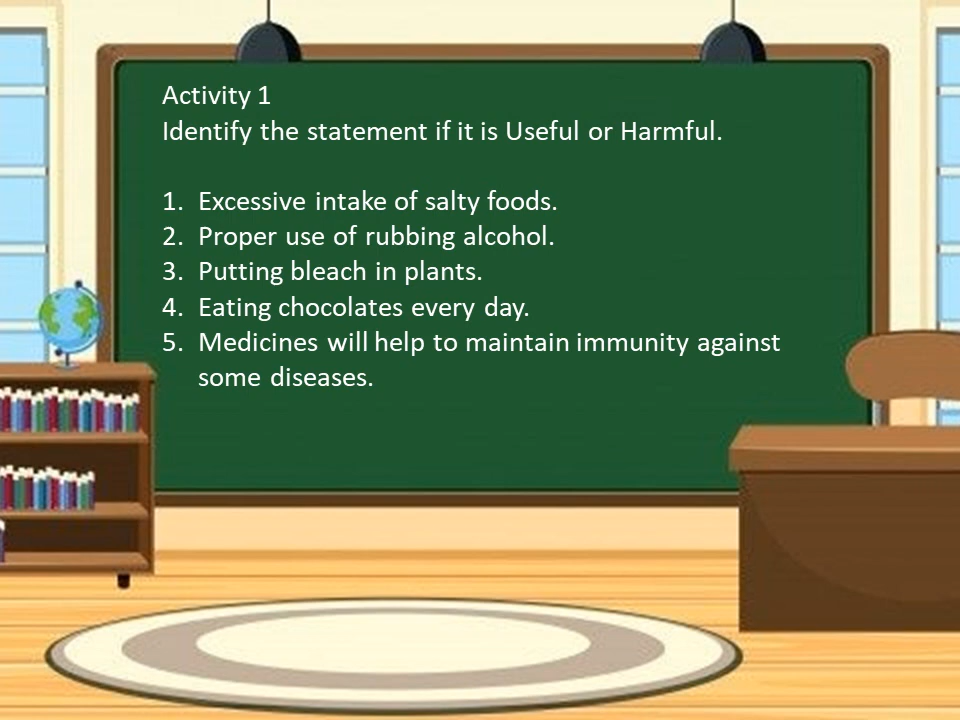 Activity 1
Identify the statement if it is Useful or Harmful.
1. Excessive intake of salty foods.
2. Proper use of rubbing alcohol.
3. Putting bleach in plants.
4. Eating chocolates every day.
5. Medicines will help to maintain immunity against
some diseases.